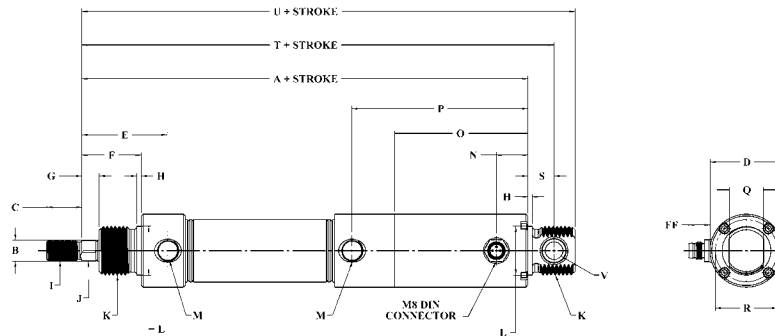 U + STROKE
T + STROKE
A + STROKE
P
E
O
F
N
G
H
S
D
C
H
Q
FF
B
I
V
J
K
M
M
M8 DIN
CONNECTOR
K
R
– L
L